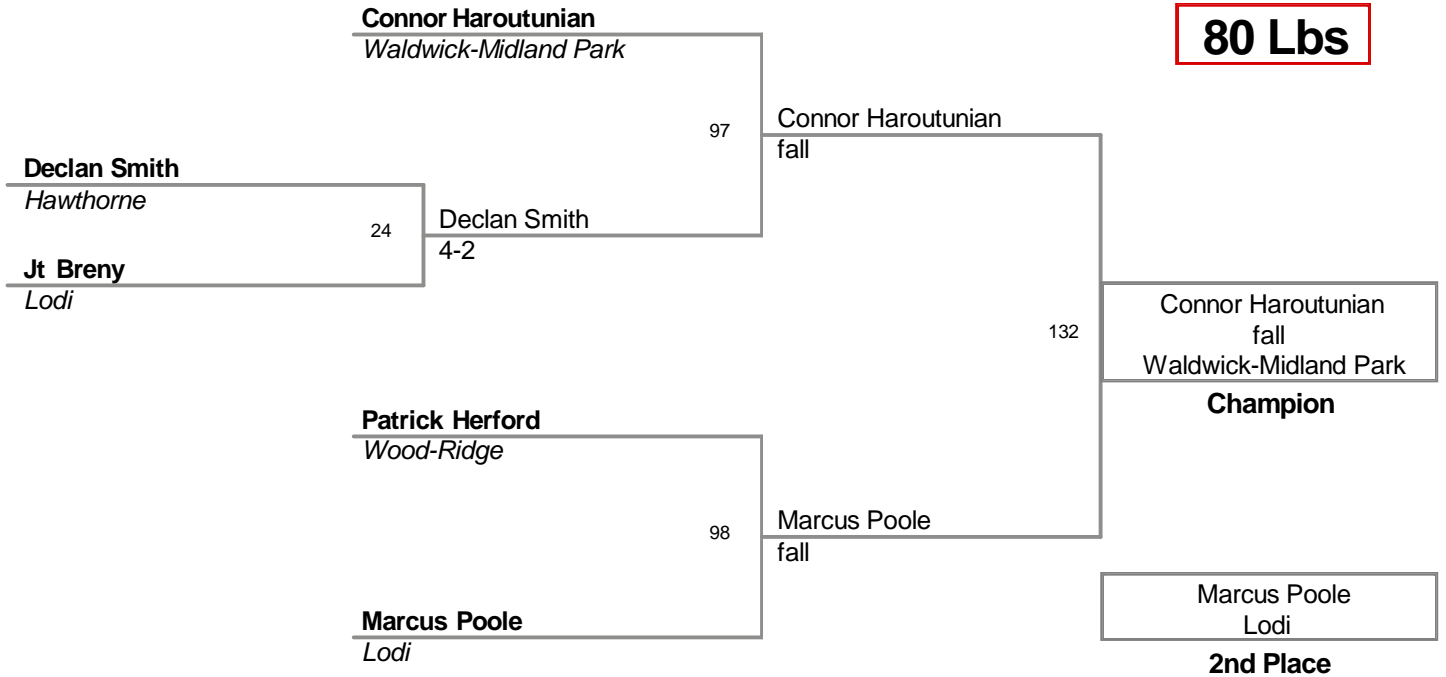 Connor Haroutunian
Waldwick-Midland Park
80 Lbs
97
Connor Haroutunian
fall
Declan Smith
Hawthorne
24
Declan Smith
4-2
Jt Breny
Lodi
132
Connor Haroutunian
fall
Waldwick-Midland Park
Champion
Patrick Herford
Wood-Ridge
98
Marcus Poole
fall
Marcus Poole
Lodi
Marcus Poole
Lodi
2nd Place